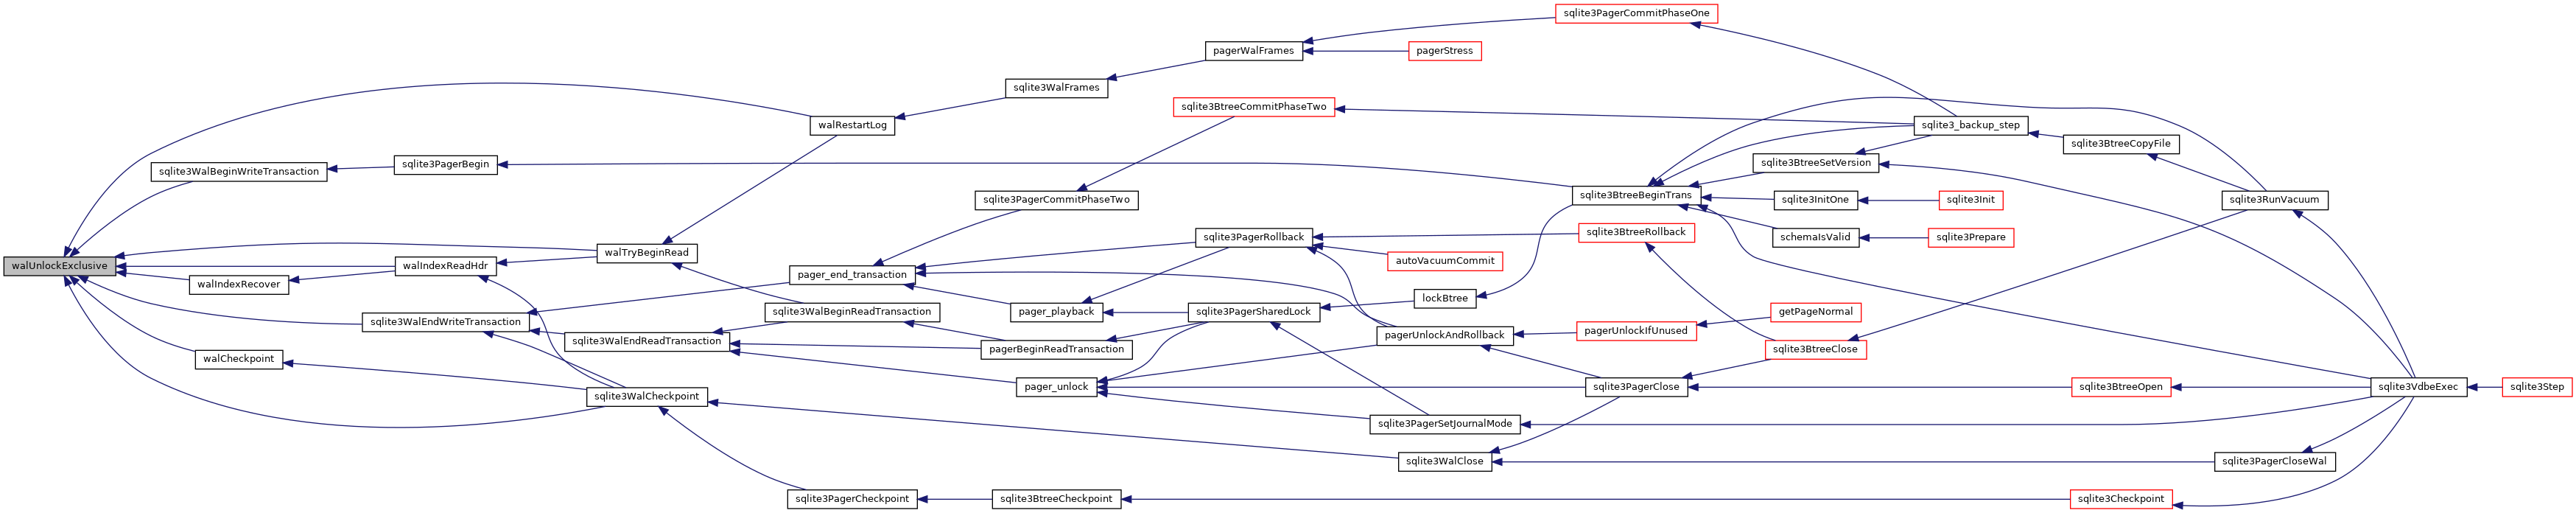 sqlite3PagerCommitPhaseOne
pagerWalFrames
pagerStress
sqlite3WalFrames
sqlite3BtreeCommitPhaseTwo
walRestartLog
sqlite3_backup_step
sqlite3BtreeCopyFile
sqlite3PagerBegin
sqlite3BtreeSetVersion
sqlite3WalBeginWriteTransaction
sqlite3BtreeBeginTrans
sqlite3PagerCommitPhaseTwo
sqlite3InitOne
sqlite3Init
sqlite3RunVacuum
sqlite3BtreeRollback
sqlite3PagerRollback
schemaIsValid
sqlite3Prepare
walTryBeginRead
autoVacuumCommit
walUnlockExclusive
walIndexReadHdr
pager_end_transaction
walIndexRecover
lockBtree
sqlite3WalBeginReadTransaction
pager_playback
sqlite3PagerSharedLock
getPageNormal
sqlite3WalEndWriteTransaction
pagerUnlockIfUnused
sqlite3WalEndReadTransaction
pagerUnlockAndRollback
pagerBeginReadTransaction
sqlite3BtreeClose
walCheckpoint
pager_unlock
sqlite3PagerClose
sqlite3BtreeOpen
sqlite3VdbeExec
sqlite3Step
sqlite3WalCheckpoint
sqlite3PagerSetJournalMode
sqlite3WalClose
sqlite3PagerCloseWal
sqlite3PagerCheckpoint
sqlite3BtreeCheckpoint
sqlite3Checkpoint